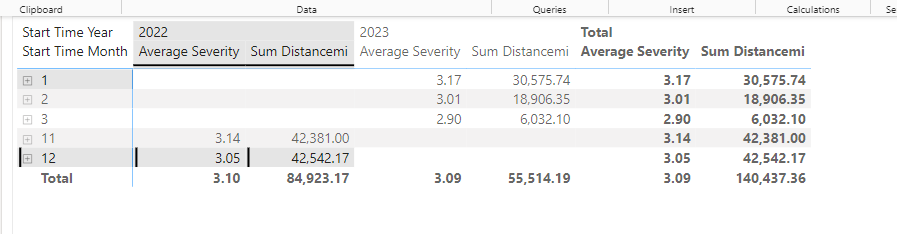 Clipboard Data Queries Insert Calculations Se
Start Time Year 2022 2023 Total
Start Time Month Average Severity Sum Distancemi Average Severity Sum Distancemi Average Severity Sum Distancemi
1 3.17 30,575.74 3.17 30,575.74
2 3.01 18,906.35 3.01 18,906.35
3 2.90 6,032.10 2.90 6,032.10
11 3.14 42,381.00 3.14 42,381.00
12 3.05 42,542.17 3.05 42,542.17
Total 3.10 84,923.17 3.09 55,514.19 3.09 140,437.36